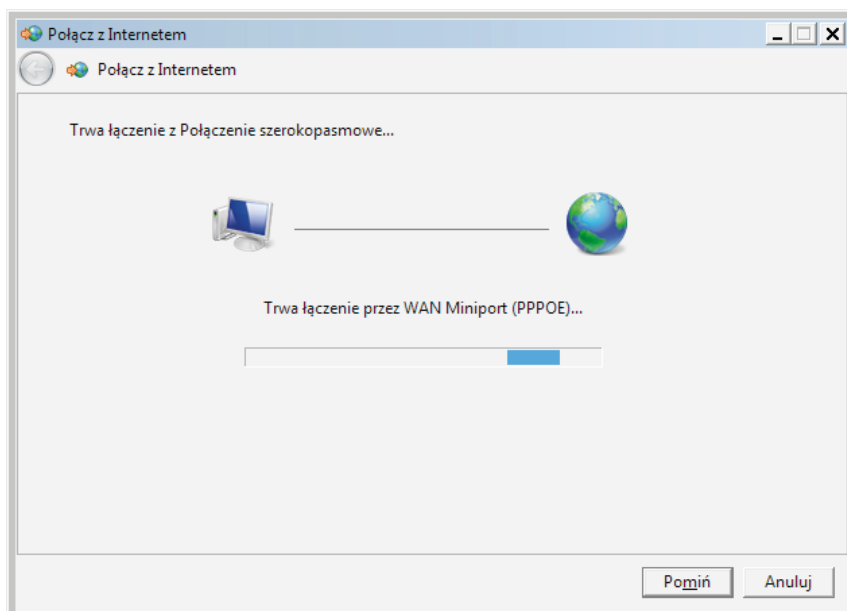 Połącz z Internetem
Połącz z Internetem
Trwa łączenie z Połączenie szerokopasmowe...
Trwa łączenie przez WAN Miniport (PPPOE)...
Pomiń Anuluj